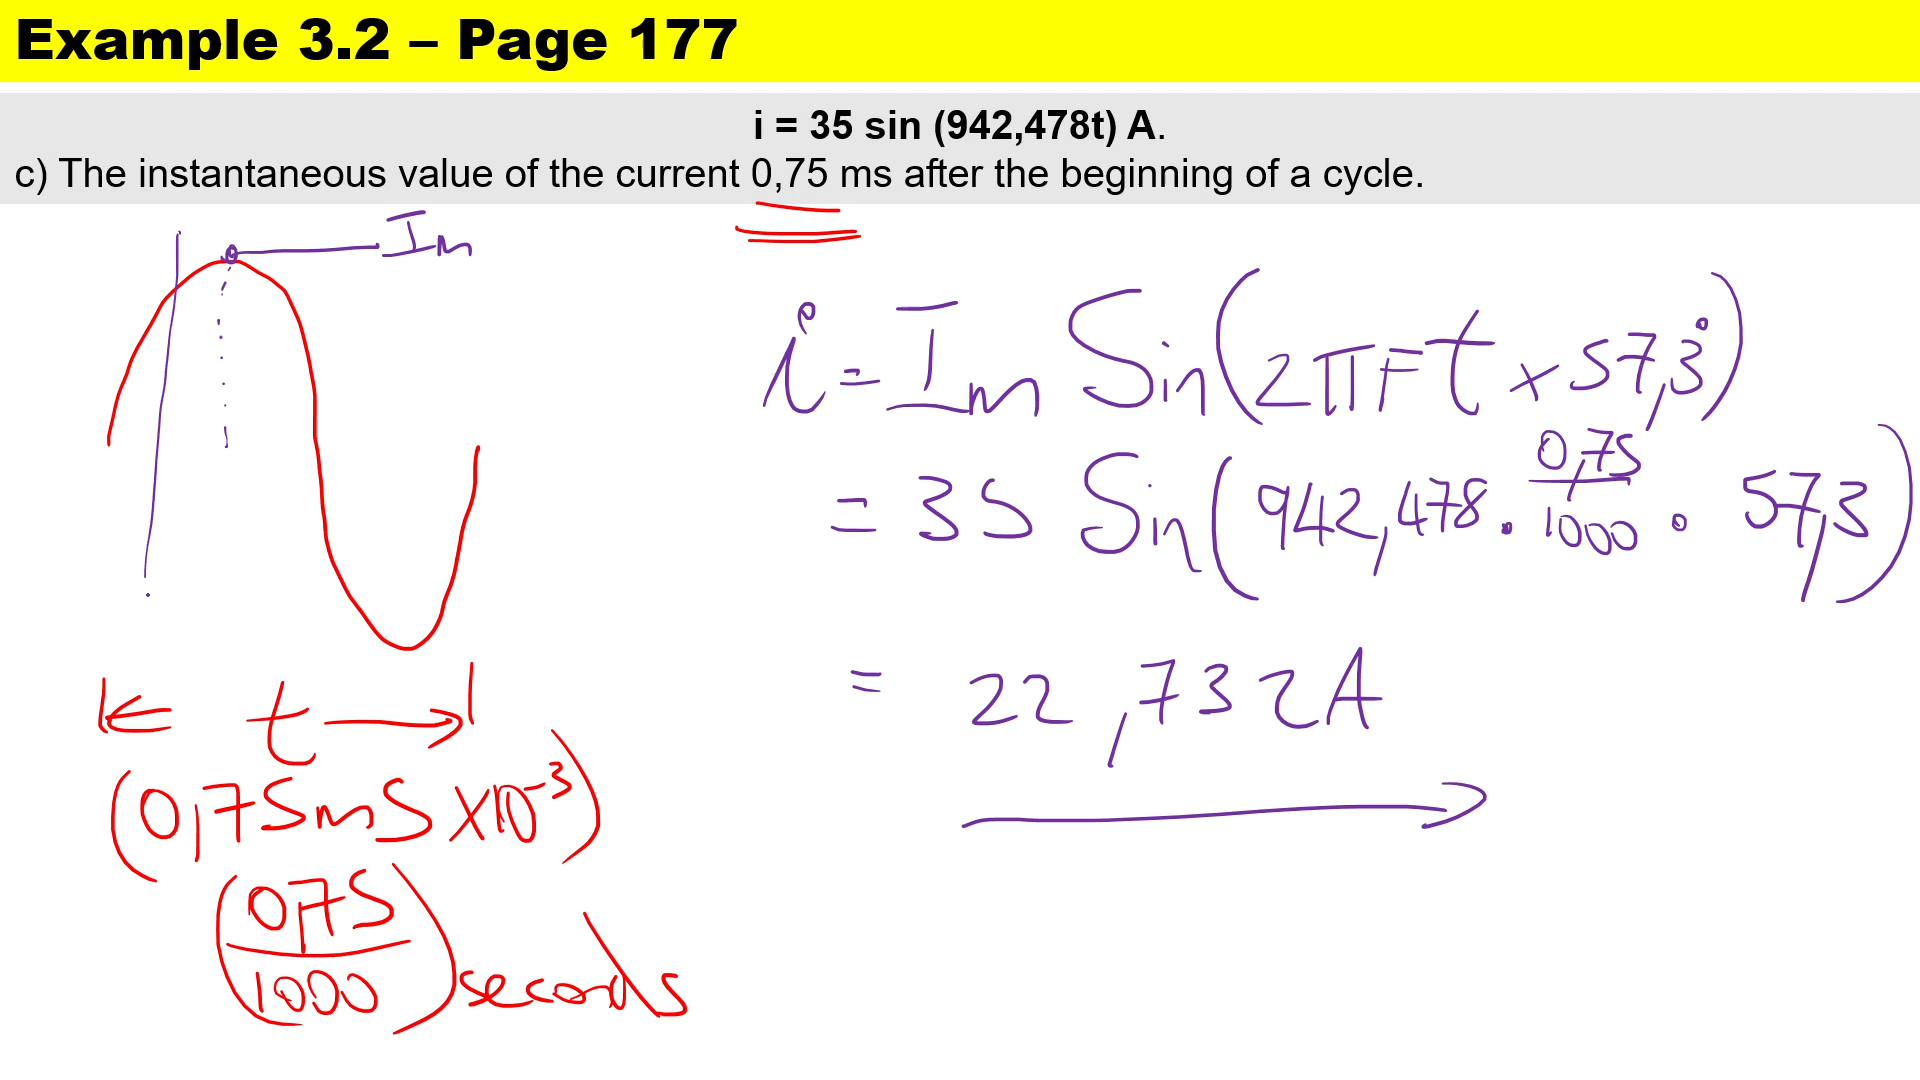 Example 3.2 – Page 177
i = 35 sin (942,478t) A.
c) The instantaneous value of the current 0,75 ms after the beginning of a cycle.
Im
i = Im Sin(2πFt × 57,3°)
= 35 Sin(942,478 · 0,75/1000 · 57,3)
= 22,732A
t
(0,75mS ×10⁻³)
(0,75/1000) seconds